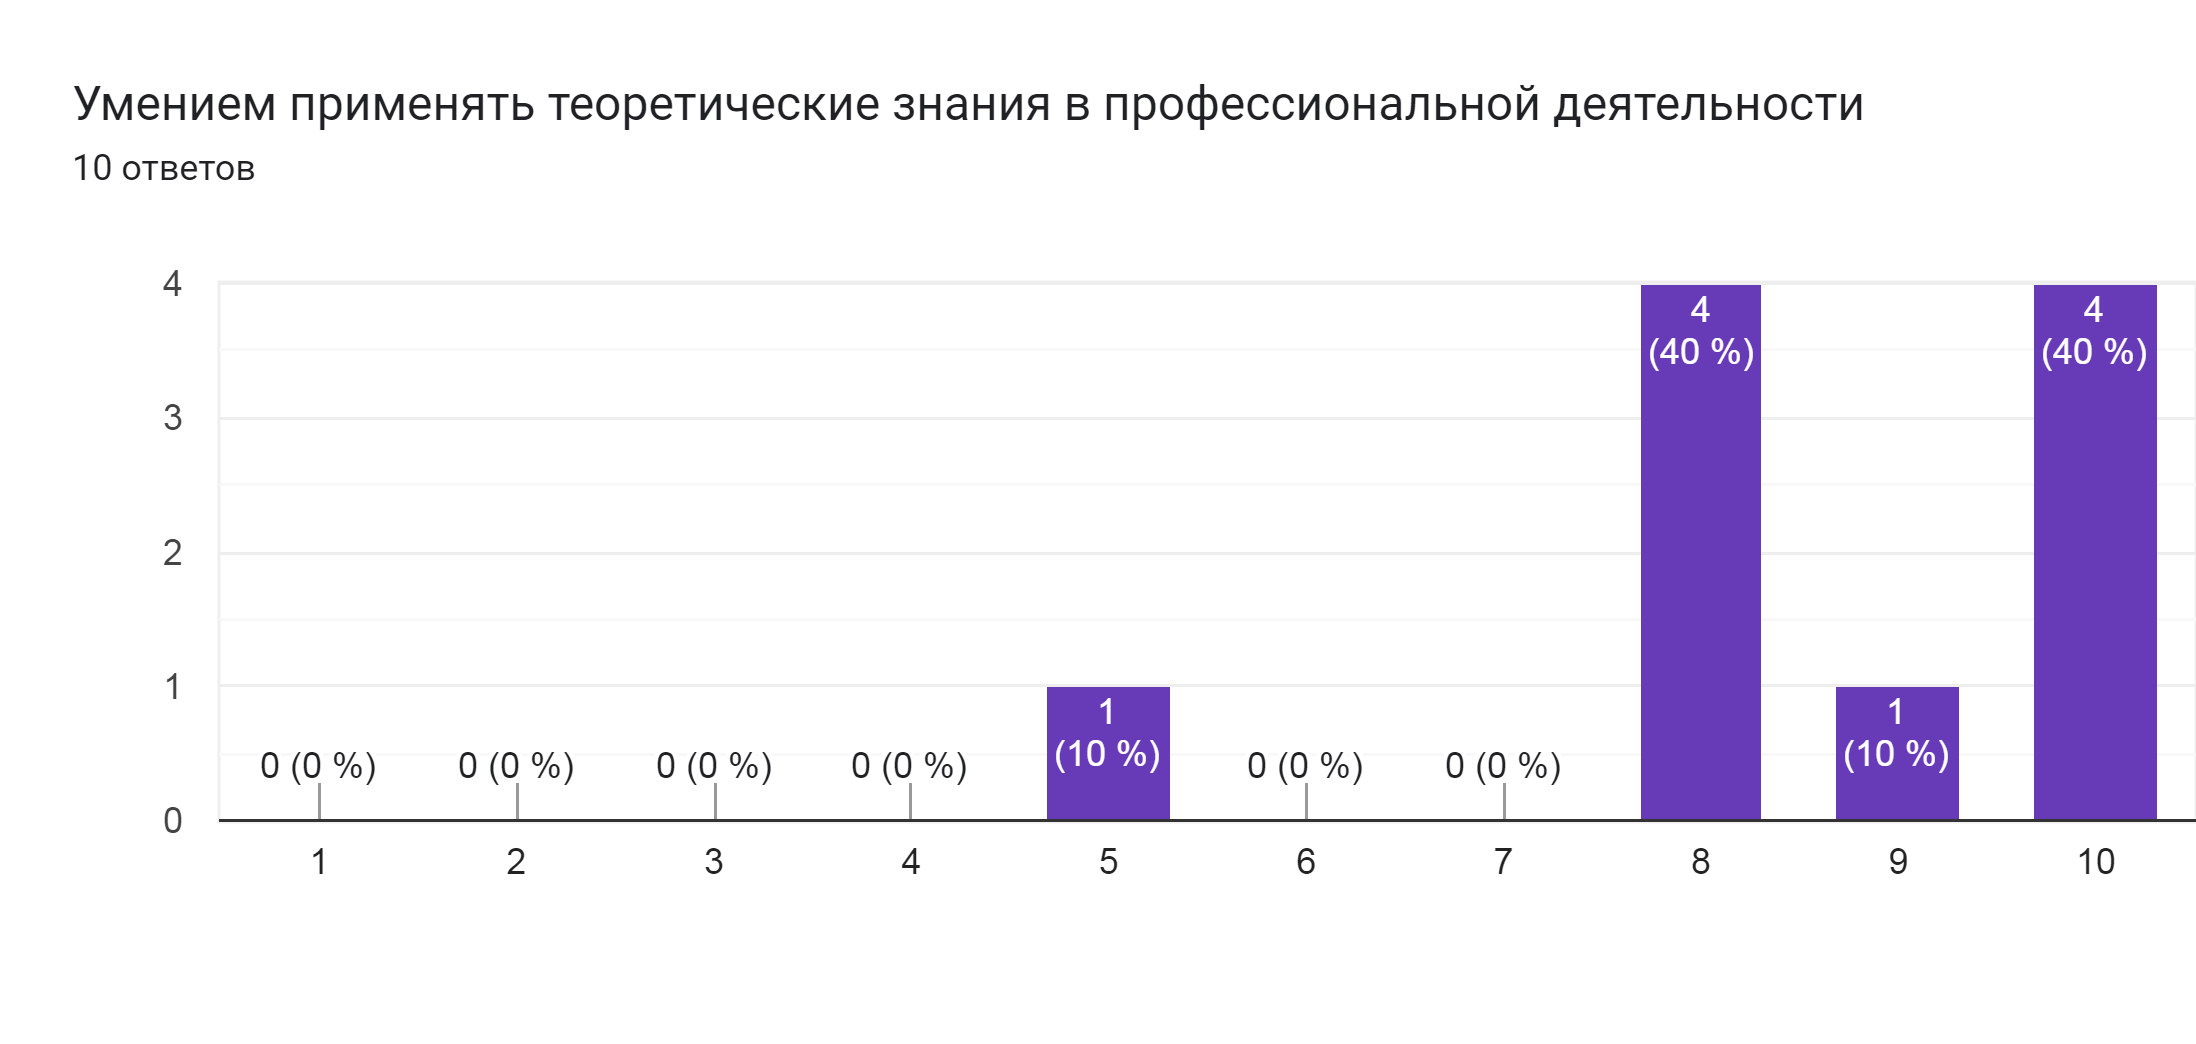 Умением применять теоретические знания в профессиональной деятельности
10 ответов
4
3
2
1
0
0 (0 %)
0 (0 %)
0 (0 %)
0 (0 %)
1
(10 %)
0 (0 %)
0 (0 %)
4
(40 %)
1
(10 %)
4
(40 %)
1 2 3 4 5 6 7 8 9 10